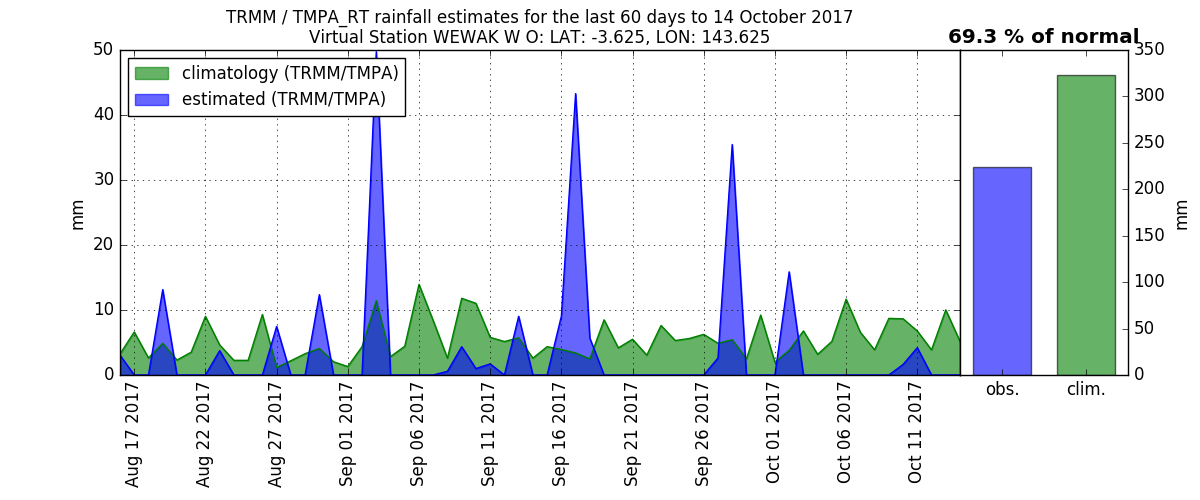 TRMM / TMPA_RT rainfall estimates for the last 60 days to 14 October 2017
Virtual Station WEWAK W O: LAT: -3.625, LON: 143.625
69.3 % of normal
climatology (TRMM/TMPA)
estimated (TRMM/TMPA)
50
40
30
20
10
0
mm
Aug 17 2017
Aug 22 2017
Aug 27 2017
Sep 01 2017
Sep 06 2017
Sep 11 2017
Sep 16 2017
Sep 21 2017
Sep 26 2017
Oct 01 2017
Oct 06 2017
Oct 11 2017
obs.
clim.
350
300
250
200
150
100
50
0
mm